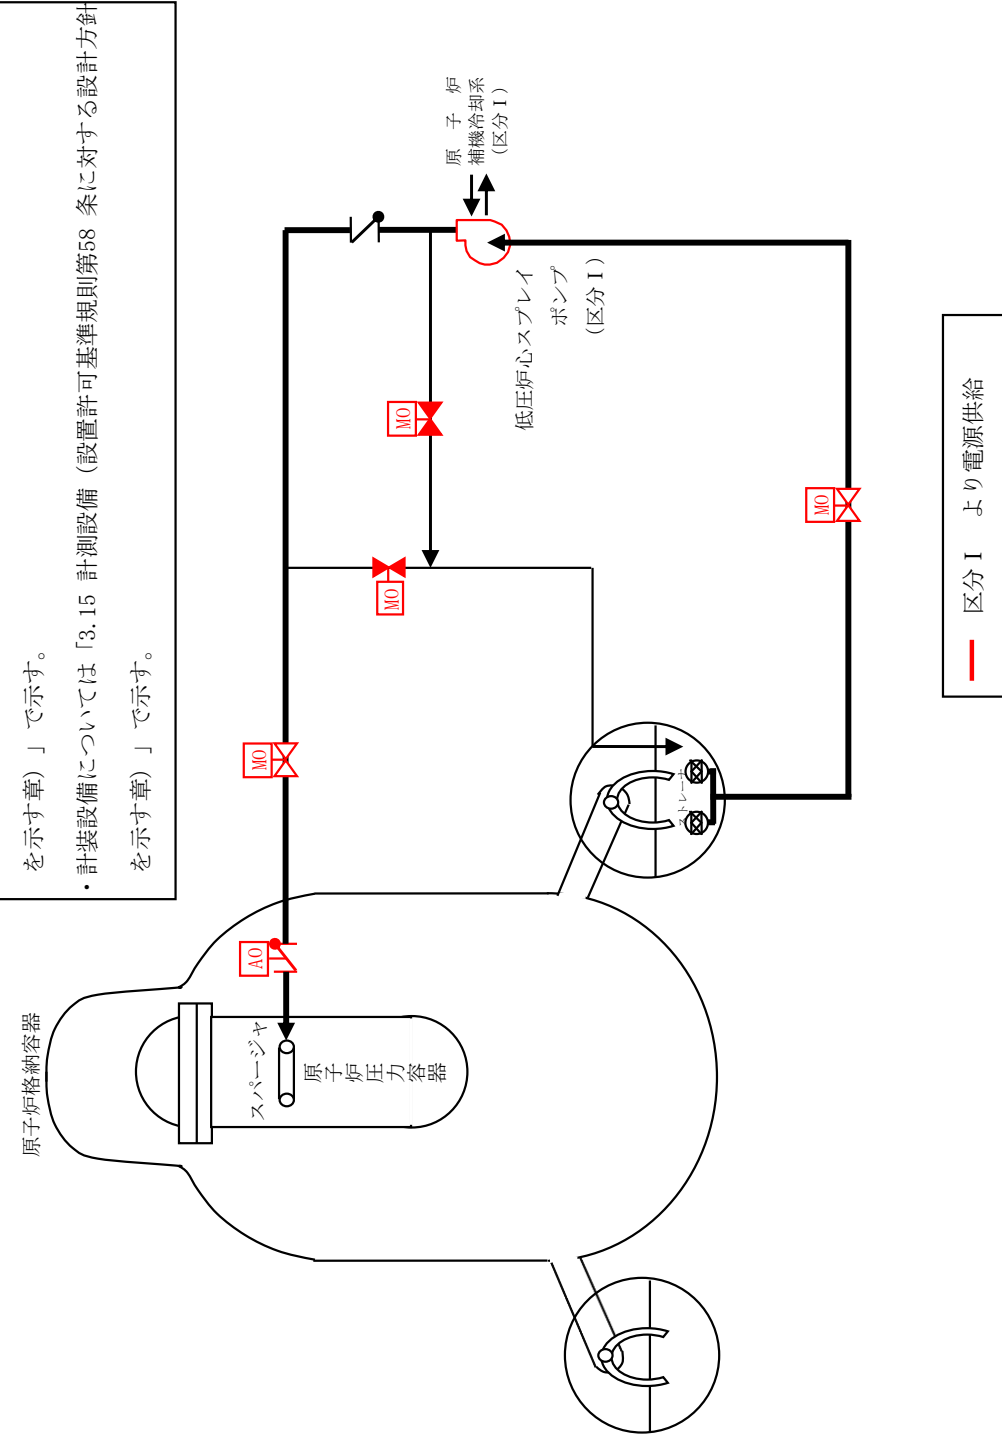 を示す章）」で示す。
・計装設備については「3.15 計測設備（設置許可基準規則第58 条に対する設計方針
を示す章）」で示す。
原子炉格納容器
スパージャ
原子炉圧力容器
AO
MO
MO
MO
MO
ストレーナ
低圧炉心スプレイ
ポンプ
（区分Ⅰ）
原 子 炉
補機冷却系
（区分Ⅰ）
区分Ⅰ より電源供給